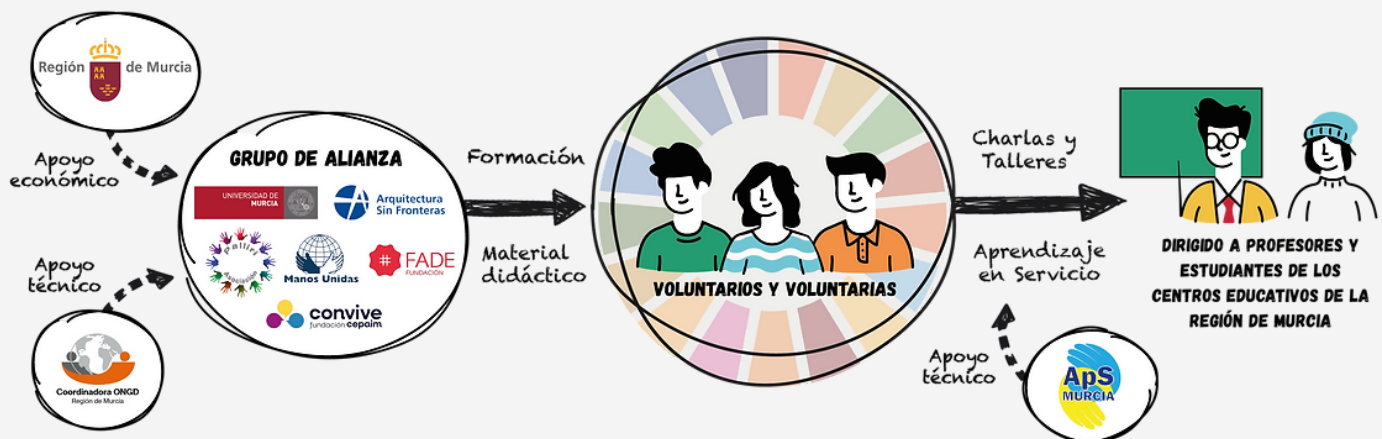 Región de Murcia
Apoyo
económico
Apoyo
técnico
Coordinadora ONGD
Región de Murcia
GRUPO DE ALIANZA
UNIVERSIDAD DE
MURCIA
Arquitectura
Sin Fronteras
Asociación
Manos Unidas
# FADE
FUNDACIÓN
convive
fundación cepaim
Formación
Material
didáctico
VOLUNTARIOS Y VOLUNTARIAS
Charlas y
Talleres
Aprendizaje
en Servicio
Apoyo
técnico
ApS
MURCIA
DIRIGIDO A PROFESORES Y
ESTUDIANTES DE LOS
CENTROS EDUCATIVOS DE LA
REGIÓN DE MURCIA